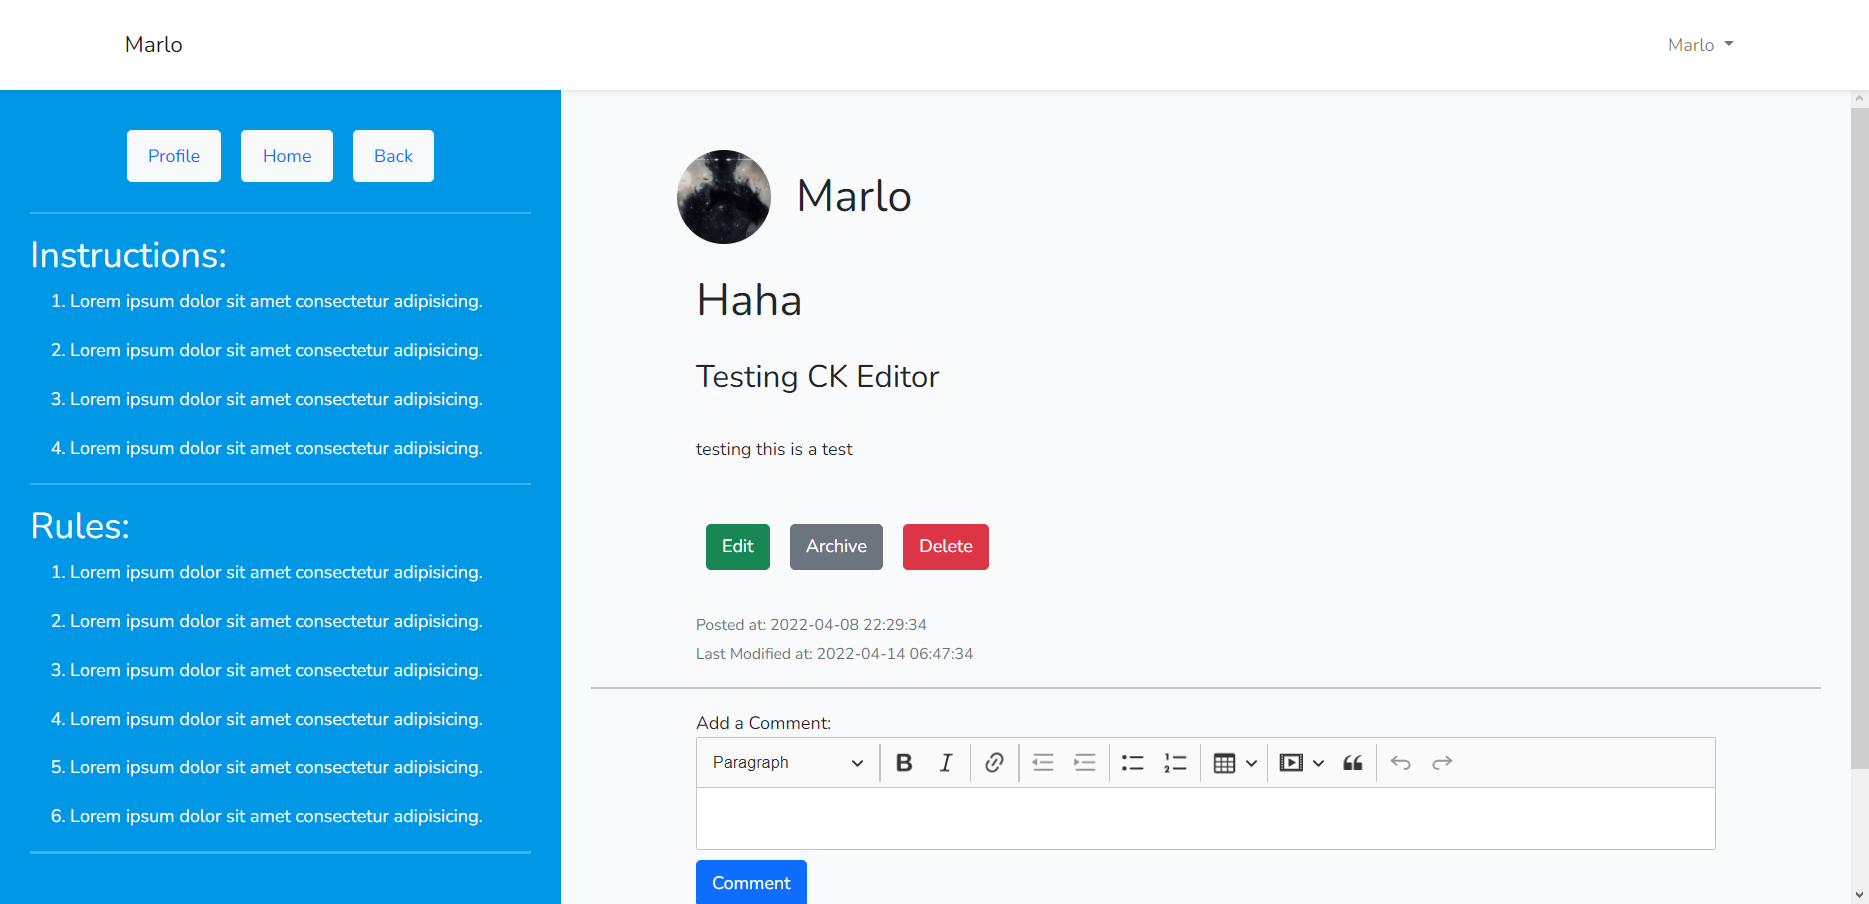 Marlo
Marlo
Profile
Home
Back
Instructions:
1. Lorem ipsum dolor sit amet consectetur adipisicing.
2. Lorem ipsum dolor sit amet consectetur adipisicing.
3. Lorem ipsum dolor sit amet consectetur adipisicing.
4. Lorem ipsum dolor sit amet consectetur adipisicing.
Rules:
1. Lorem ipsum dolor sit amet consectetur adipisicing.
2. Lorem ipsum dolor sit amet consectetur adipisicing.
3. Lorem ipsum dolor sit amet consectetur adipisicing.
4. Lorem ipsum dolor sit amet consectetur adipisicing.
5. Lorem ipsum dolor sit amet consectetur adipisicing.
6. Lorem ipsum dolor sit amet consectetur adipisicing.
Marlo
Haha
Testing CK Editor
testing this is a test
Edit
Archive
Delete
Posted at: 2022-04-08 22:29:34
Last Modified at: 2022-04-14 06:47:34
Add a Comment:
Paragraph
Comment